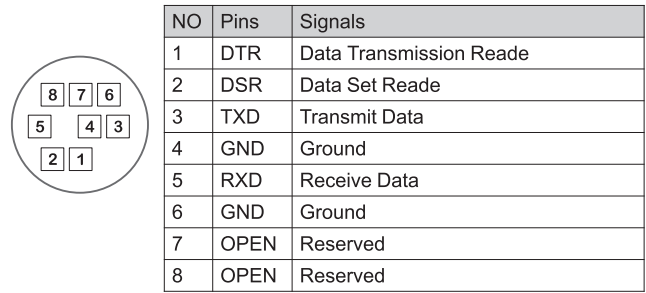 8 7 6
5 4 3
2 1
NO Pins Signals
1 DTR Data Transmission Reade
2 DSR Data Set Reade
3 TXD Transmit Data
4 GND Ground
5 RXD Receive Data
6 GND Ground
7 OPEN Reserved
8 OPEN Reserved